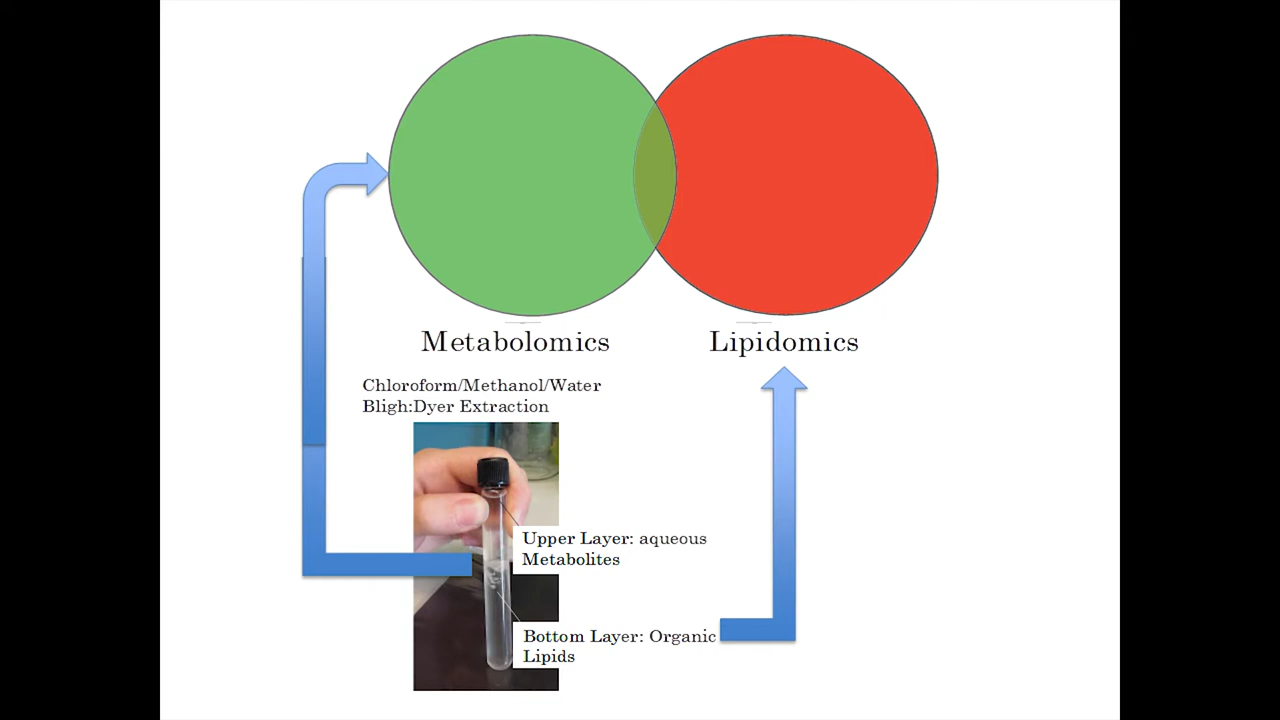 Metabolomics
Lipidomics
Chloroform/Methanol/Water
Bligh:Dyer Extraction
Upper Layer: aqueous
Metabolites
Bottom Layer: Organic
Lipids